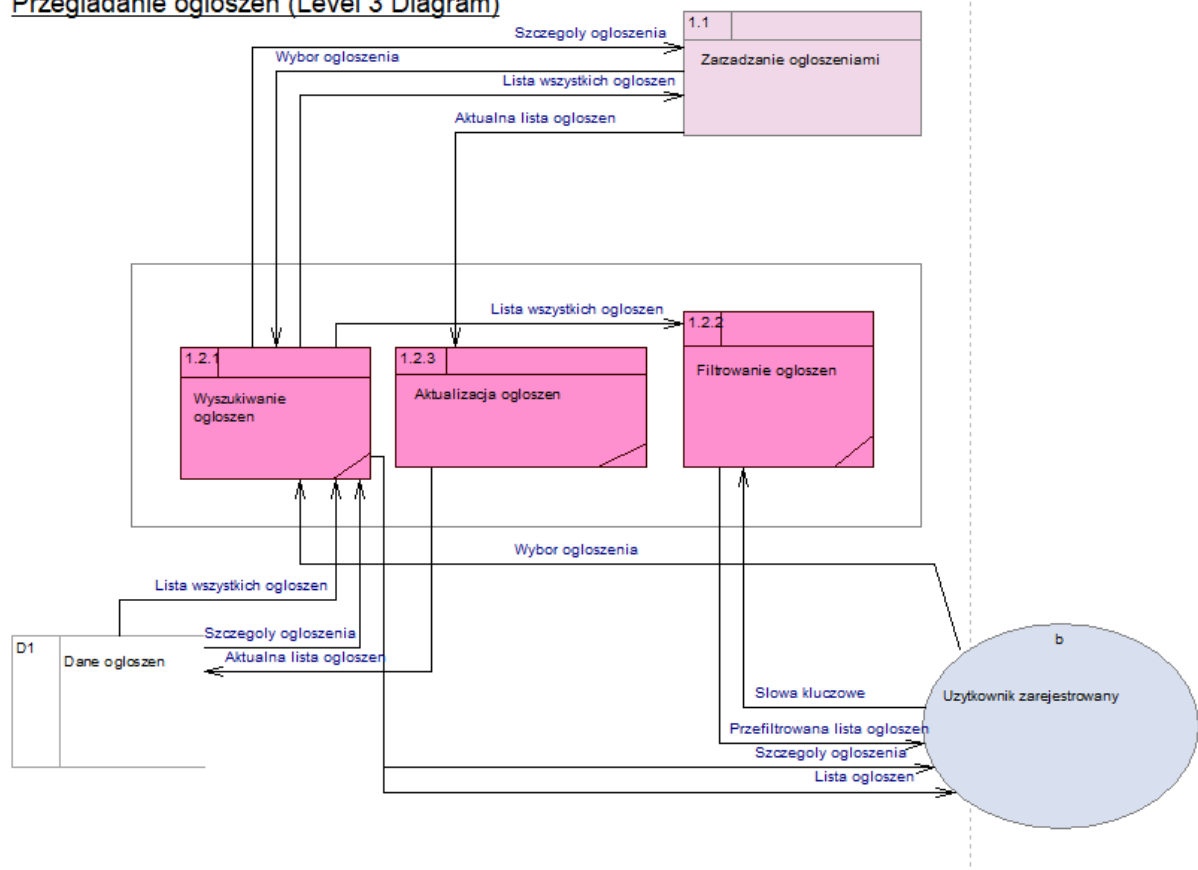 Przegladanie ogloszen (Level 3 Diagram)
1.1
Szczegoly ogloszenia
Zarzadzanie ogloszeniami
Wybor ogloszenia
Lista wszystkich ogloszen
Aktualna lista ogloszen
Lista wszystkich ogloszen
1.2.2
1.2.1
1.2.3
Filtrowanie ogloszen
Wyszukiwanie
ogloszen
Aktualizacja ogloszen
Wybor ogloszenia
Lista wszystkich ogloszen
Szczegoly ogloszenia
b
D1
Dane ogloszen
Aktualna lista ogloszen
Slowa kluczowe
Uzytkownik zarejestrowany
Przefiltrowana lista ogloszen
Szczegoly ogloszenia
Lista ogloszen